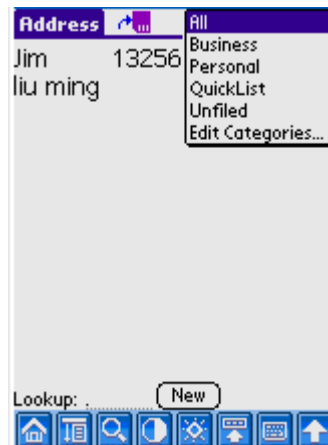 Address
All
Business
Personal
QuickList
Unfiled
Edit Categories...
Jim 13256
liu ming
Lookup:
New